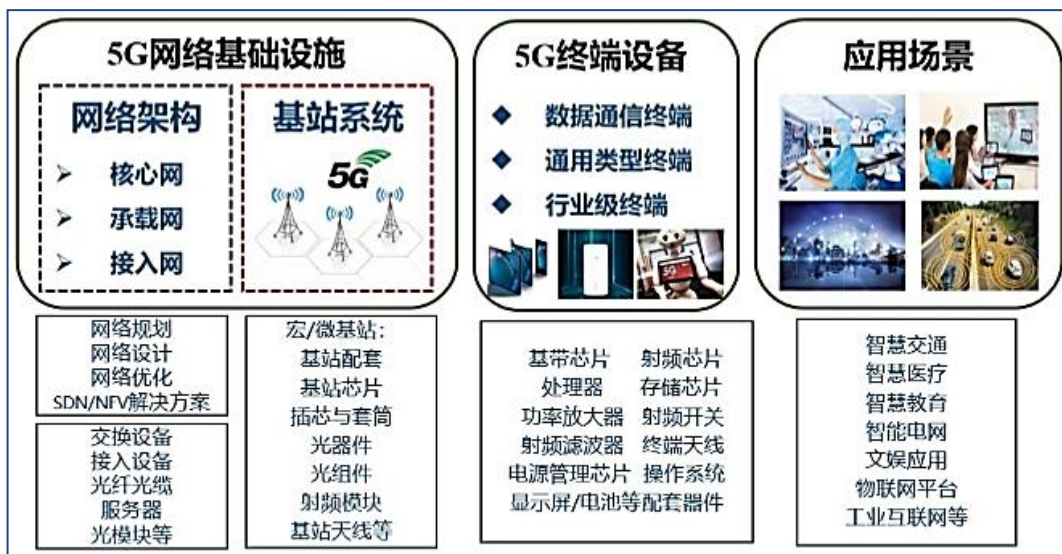 5G网络基础设施
网络架构
核心网
承载网
接入网
基站系统
5G
5G终端设备
数据通信终端
通用类型终端
行业级终端
5G
应用场景
网络规划
网络设计
网络优化
SDN/NFV解决方案
交换设备
接入设备
光纤光缆
服务器
光模块等
宏/微基站：
基站配套
基站芯片
插芯与套筒
光器件
光组件
射频模块
基站天线等
基带芯片 射频芯片
处理器 存储芯片
功率放大器 射频开关
射频滤波器 终端天线
电源管理芯片 操作系统
显示屏/电池等配套器件
智慧交通
智慧医疗
智慧教育
智能电网
文娱应用
物联网平台
工业互联网等